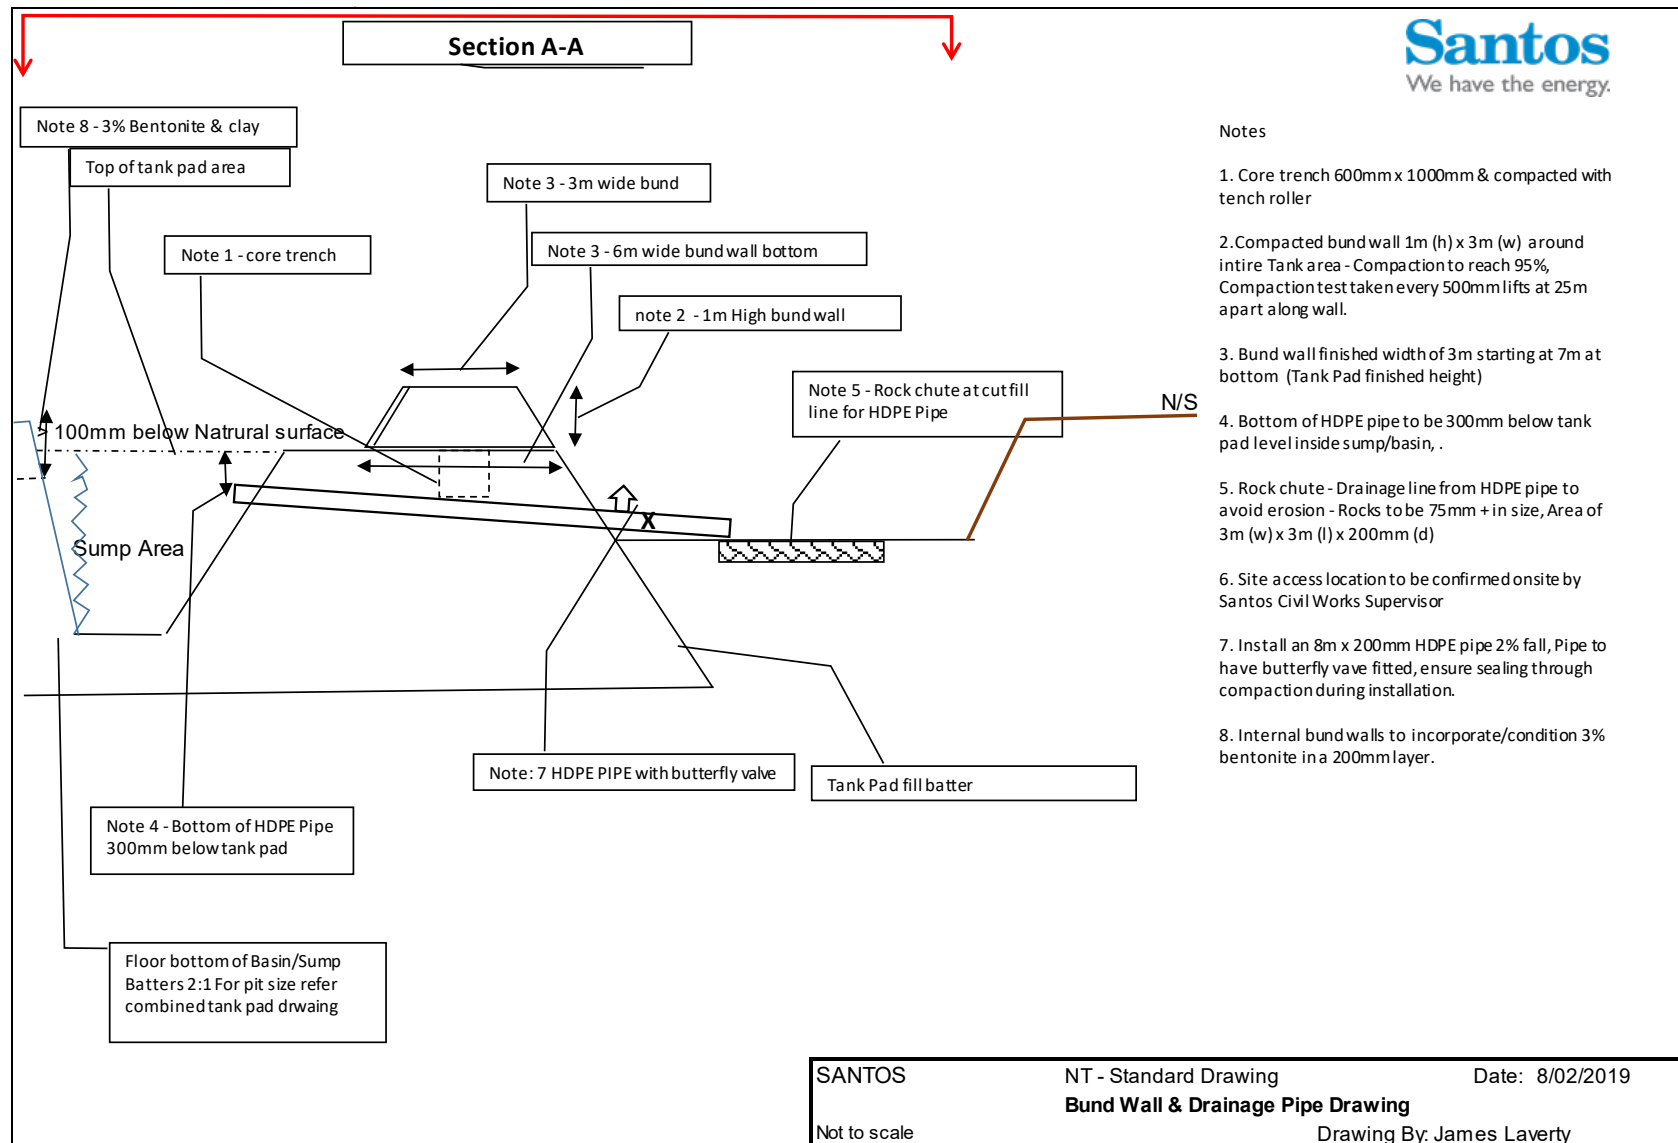 Section A-A
Santos
We have the energy.
Note 8 - 3% Bentonite & clay
Top of tank pad area
Note 3 - 3m wide bund
Note 1 - core trench
Note 3 - 6m wide bund wall bottom
note 2 - 1m High bund wall
Note 5 - Rock chute at cut fill
line for HDPE Pipe
N/S
> 100mm below Natrural surface
X
Sump Area
Note: 7 HDPE PIPE with butterfly valve
Tank Pad fill batter
Note 4 - Bottom of HDPE Pipe
300mm below tank pad
Floor bottom of Basin/Sump
Batters 2:1 For pit size refer
combined tank pad drwaing
Notes
1. Core trench 600mm x 1000mm & compacted with
tench roller
2.Compacted bund wall 1m (h) x 3m (w) around
intire Tank area - Compaction to reach 95%,
Compaction test taken every 500mm lifts at 25m
apart along wall.
3. Bund wall finished width of 3m starting at 7m at
bottom (Tank Pad finished height)
4. Bottom of HDPE pipe to be 300mm below tank
pad level inside sump/basin, .
5. Rock chute - Drainage line from HDPE pipe to
avoid erosion - Rocks to be 75mm + in size, Area of
3m (w) x 3m (l) x 200mm (d)
6. Site access location to be confirmed onsite by
Santos Civil Works Supervisor
7. Install an 8m x 200mm HDPE pipe 2% fall, Pipe to
have butterfly vave fitted, ensure sealing through
compaction during installation.
8. Internal bund walls to incorporate/condition 3%
bentonite in a 200mm layer.
SANTOS NT - Standard Drawing Date: 8/02/2019
Bund Wall & Drainage Pipe Drawing
Not to scale Drawing By: James Laverty